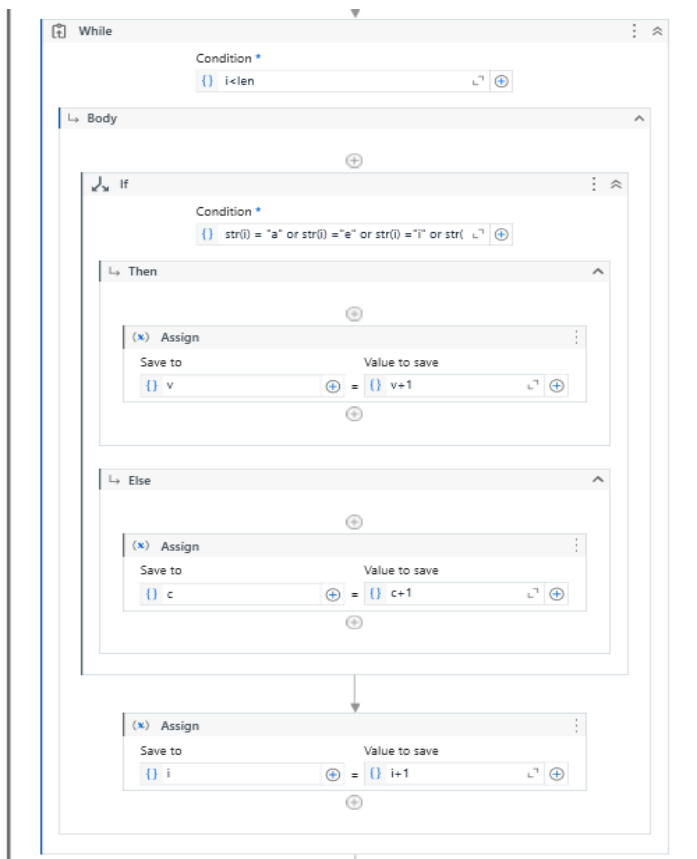 While
Condition *
{} i<len
Body
If
Condition *
{} str(i) = "a" or str(i) ="e" or str(i) ="i" or str(
Then
(x) Assign
Save to Value to save
{} v = {} v+1
Else
(x) Assign
Save to Value to save
{} c = {} c+1
(x) Assign
Save to Value to save
{} i = {} i+1